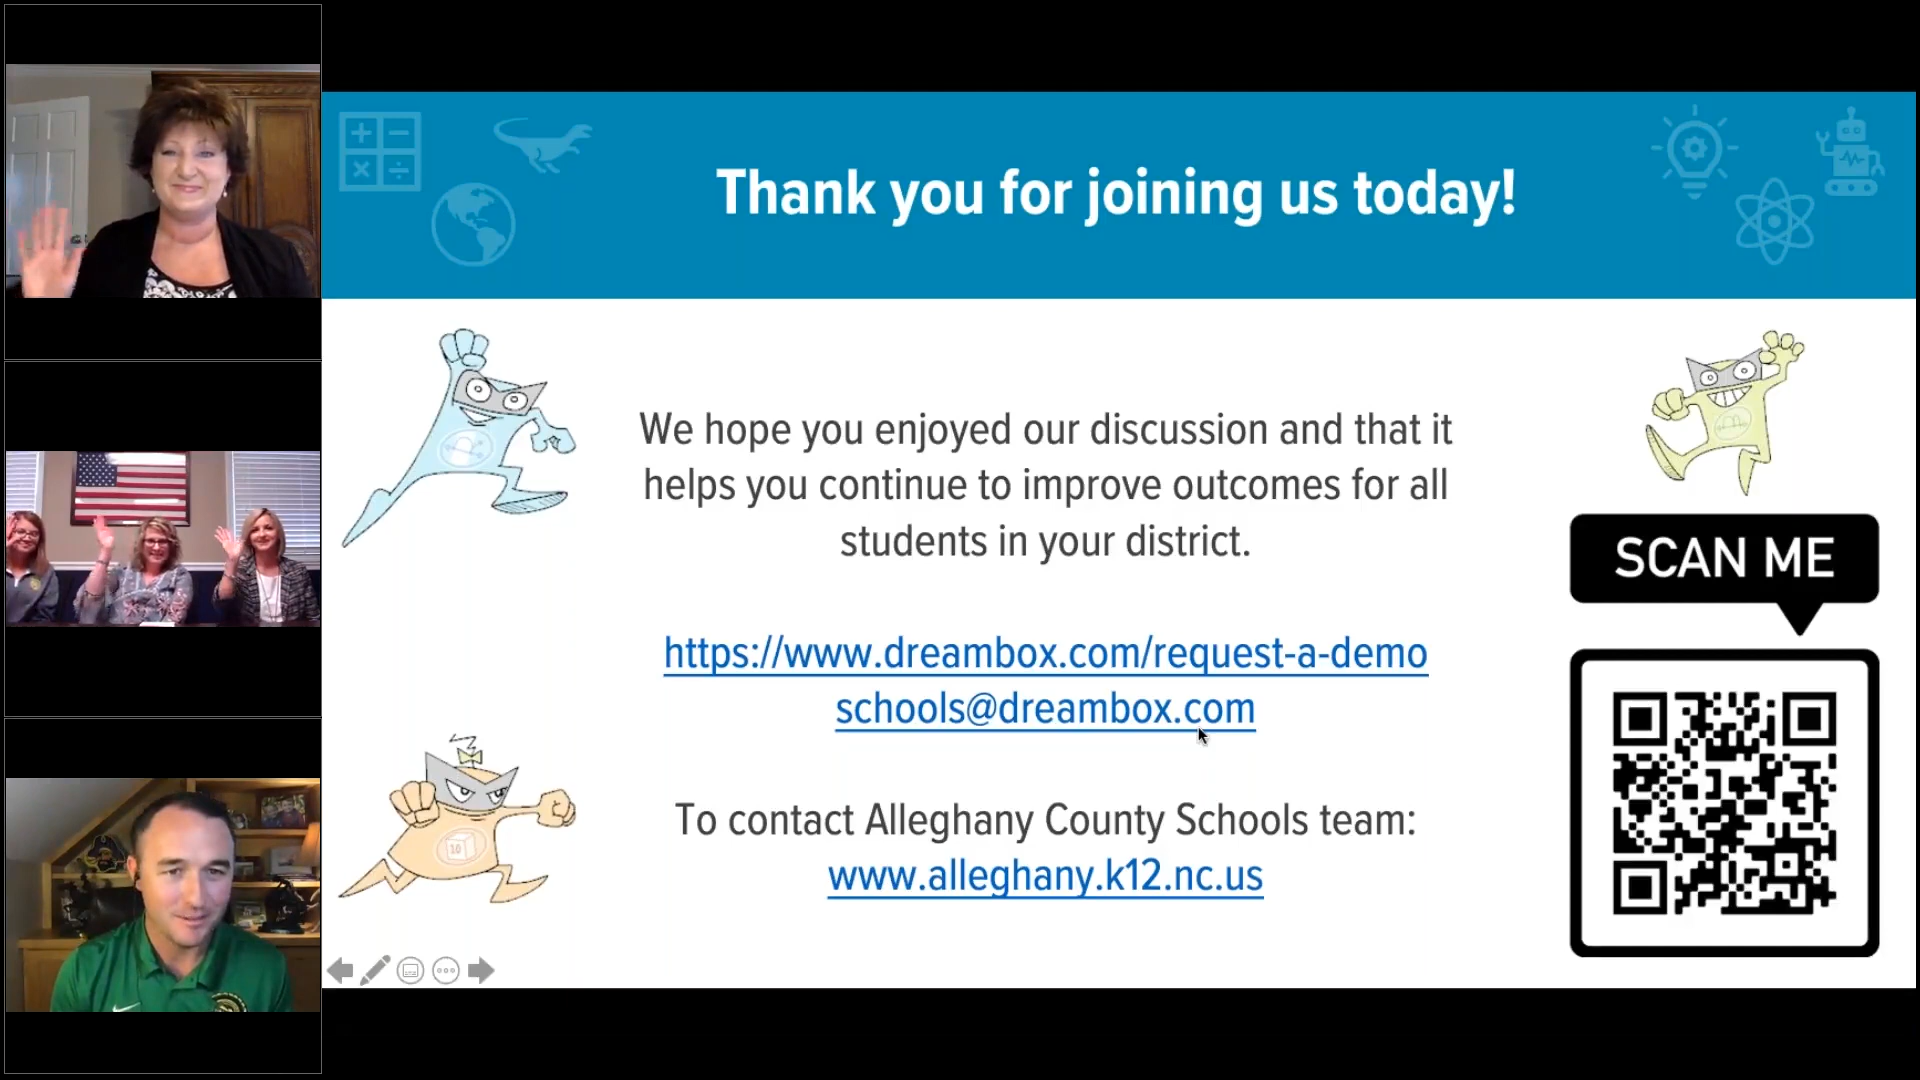 Thank you for joining us today!
We hope you enjoyed our discussion and that it
helps you continue to improve outcomes for all
students in your district.
https://www.dreambox.com/request-a-demo
schools@dreambox.com
To contact Alleghany County Schools team:
www.alleghany.k12.nc.us
SCAN ME
10